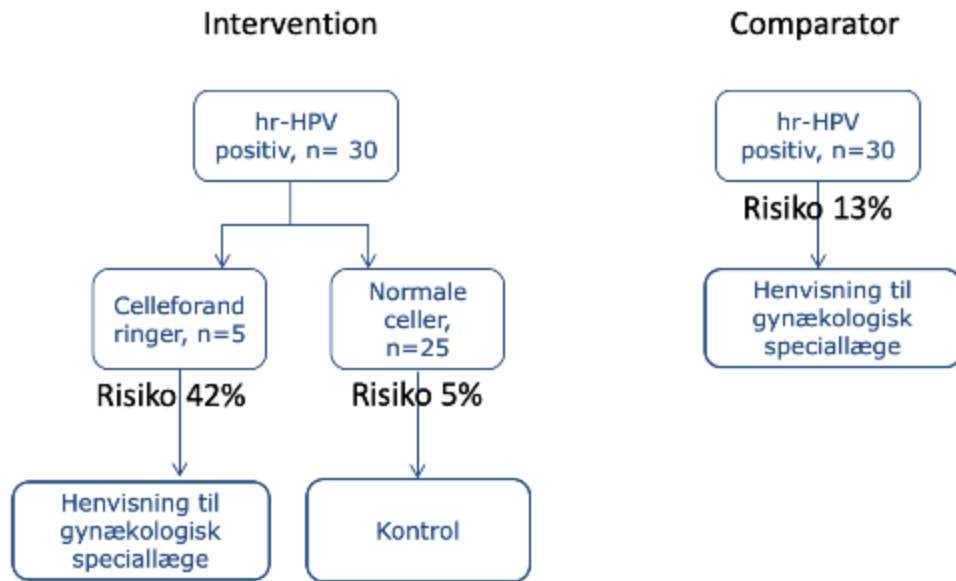 Intervention
Comparator
hr-HPV
positiv, n= 30
hr-HPV
positiv, n=30
Risiko 13%
Celleforand
ringer, n=5
Normale
celler,
n=25
Henvisning til
gynækologisk
speciallæge
Risiko 42%
Risiko 5%
Henvisning til
gynækologisk
speciallæge
Kontrol